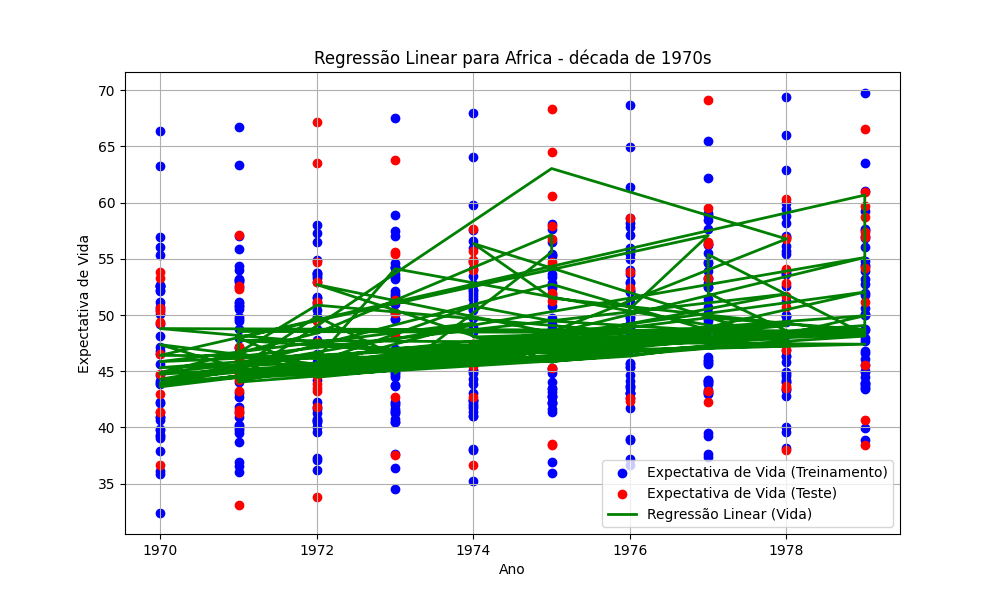 Regressão Linear para Africa - década de 1970s
Expectativa de Vida
70
65
60
55
50
45
40
35
Expectativa de Vida (Treinamento)
Expectativa de Vida (Teste)
Regressão Linear (Vida)
1970
1972
1974
1976
1978
Ano